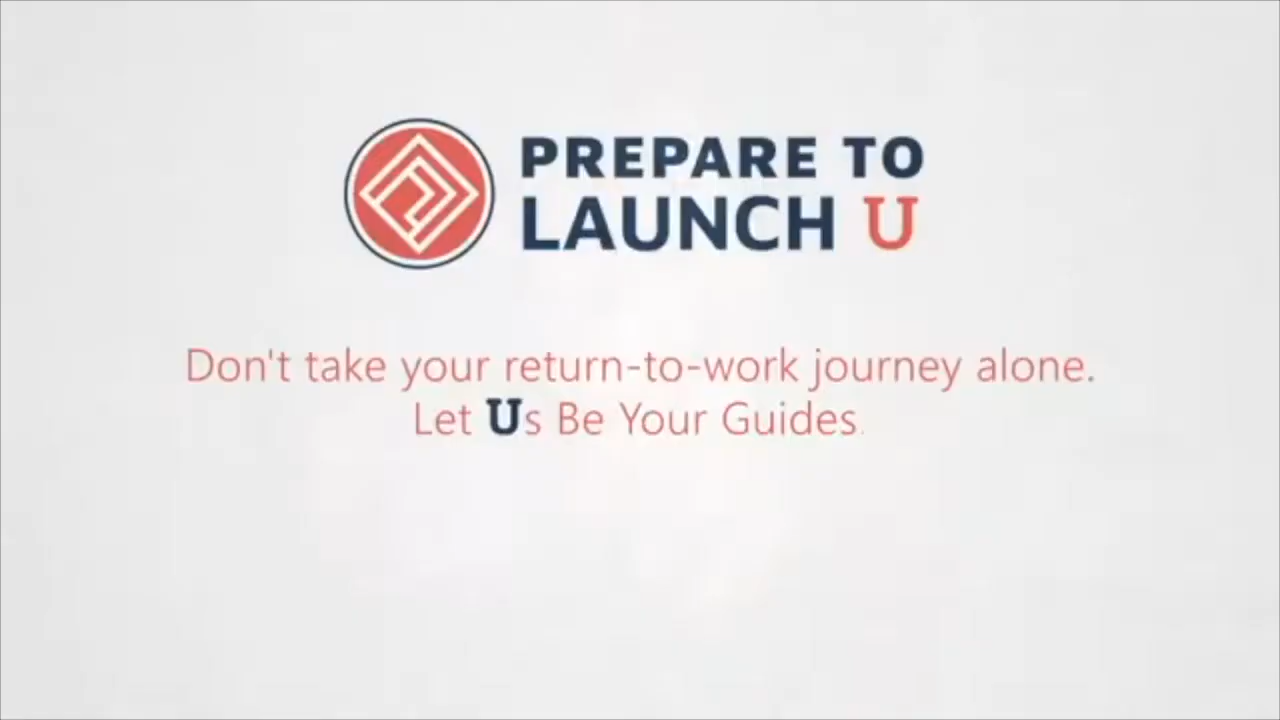 PREPARE TO
LAUNCH U
Don't take your return-to-work journey alone.
Let Us Be Your Guides.